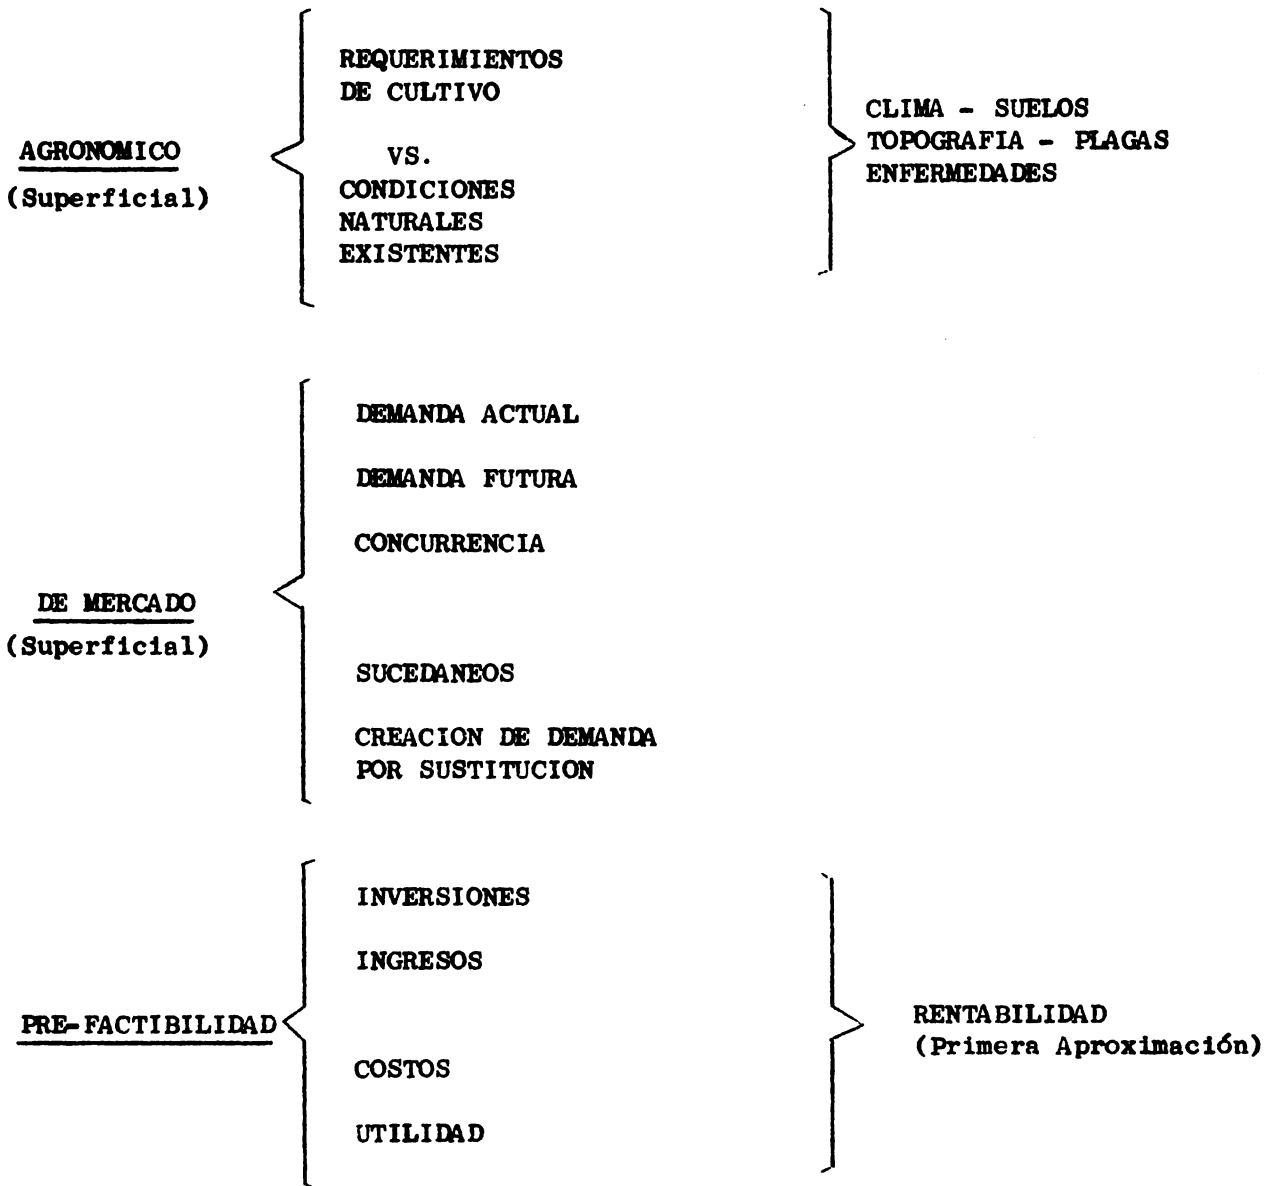 AGRONOMICO
(Superficial)
REQUERIMIENTOS
DE CULTIVO
VS.
CONDICIONES
NATURALES
EXISTENTES
CLIMA - SUELOS
TOPOGRAFIA - PLAGAS
ENFERMEDADES
DE MERCADO
(Superficial)
DEMANDA ACTUAL
DEMANDA FUTURA
CONCURRENCIA
SUCEDANEOS
CREACION DE DEMANDA
POR SUSTITUCION
PRE-FACTIBILIDAD
INVERSIONES
INGRESOS
COSTOS
UTILIDAD
RENTABILIDAD
(Primera Aproximación)